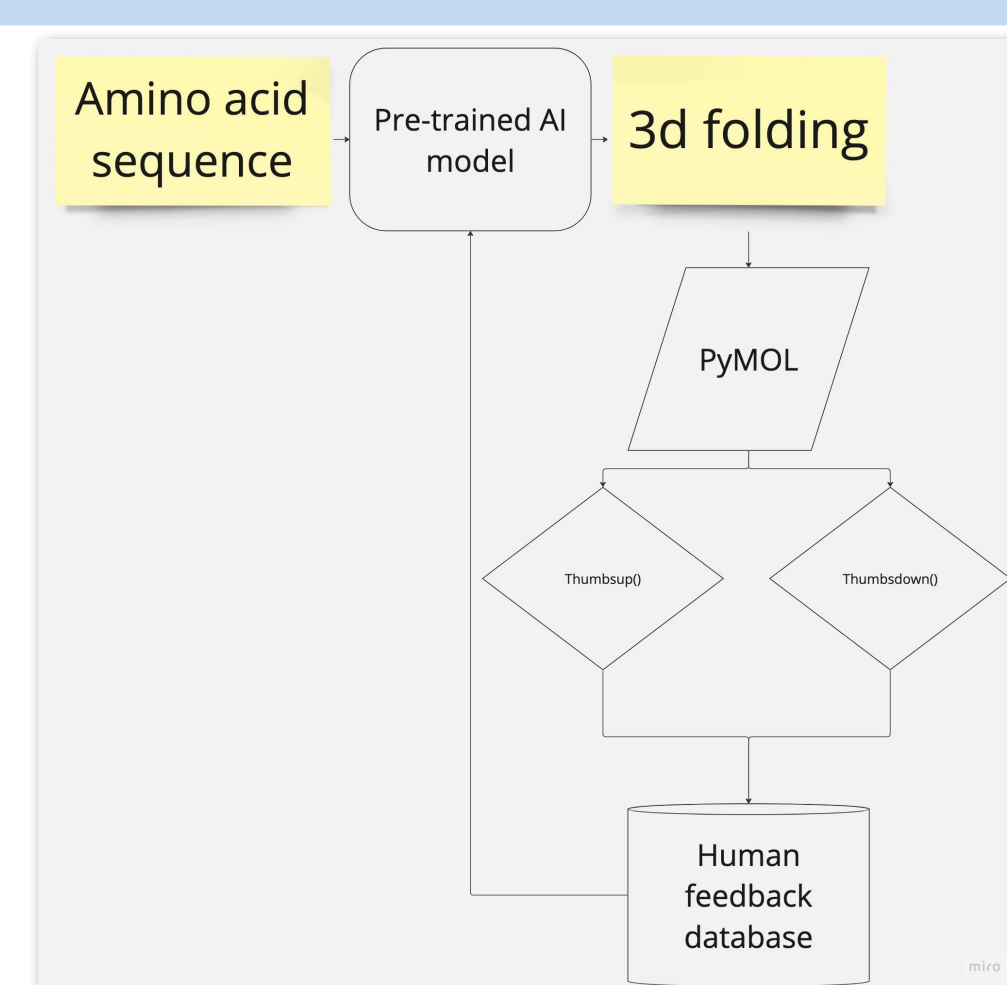 Amino acid
sequence
Pre-trained AI
model
3d folding
PyMOL
Thumbsup()
Thumbsdown()
Human
feedback
database
miro